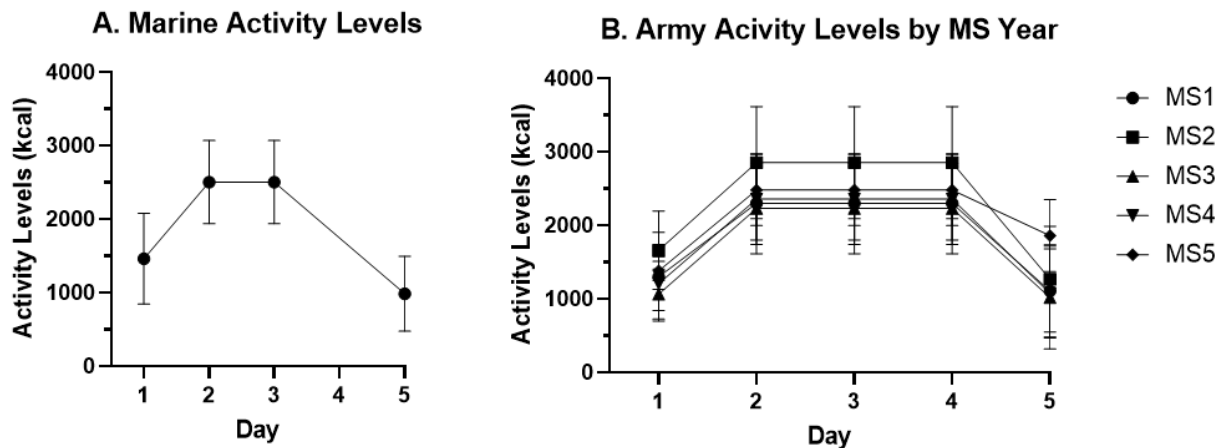 A. Marine Activity Levels
4000
3000
2000
1000
0
Activity Levels (kcal)
1 2 3 4 5
Day
B. Army Acivity Levels by MS Year
4000
3000
2000
1000
0
Activity Levels (kcal)
1 2 3 4 5
Day
MS1
MS2
MS3
MS4
MS5